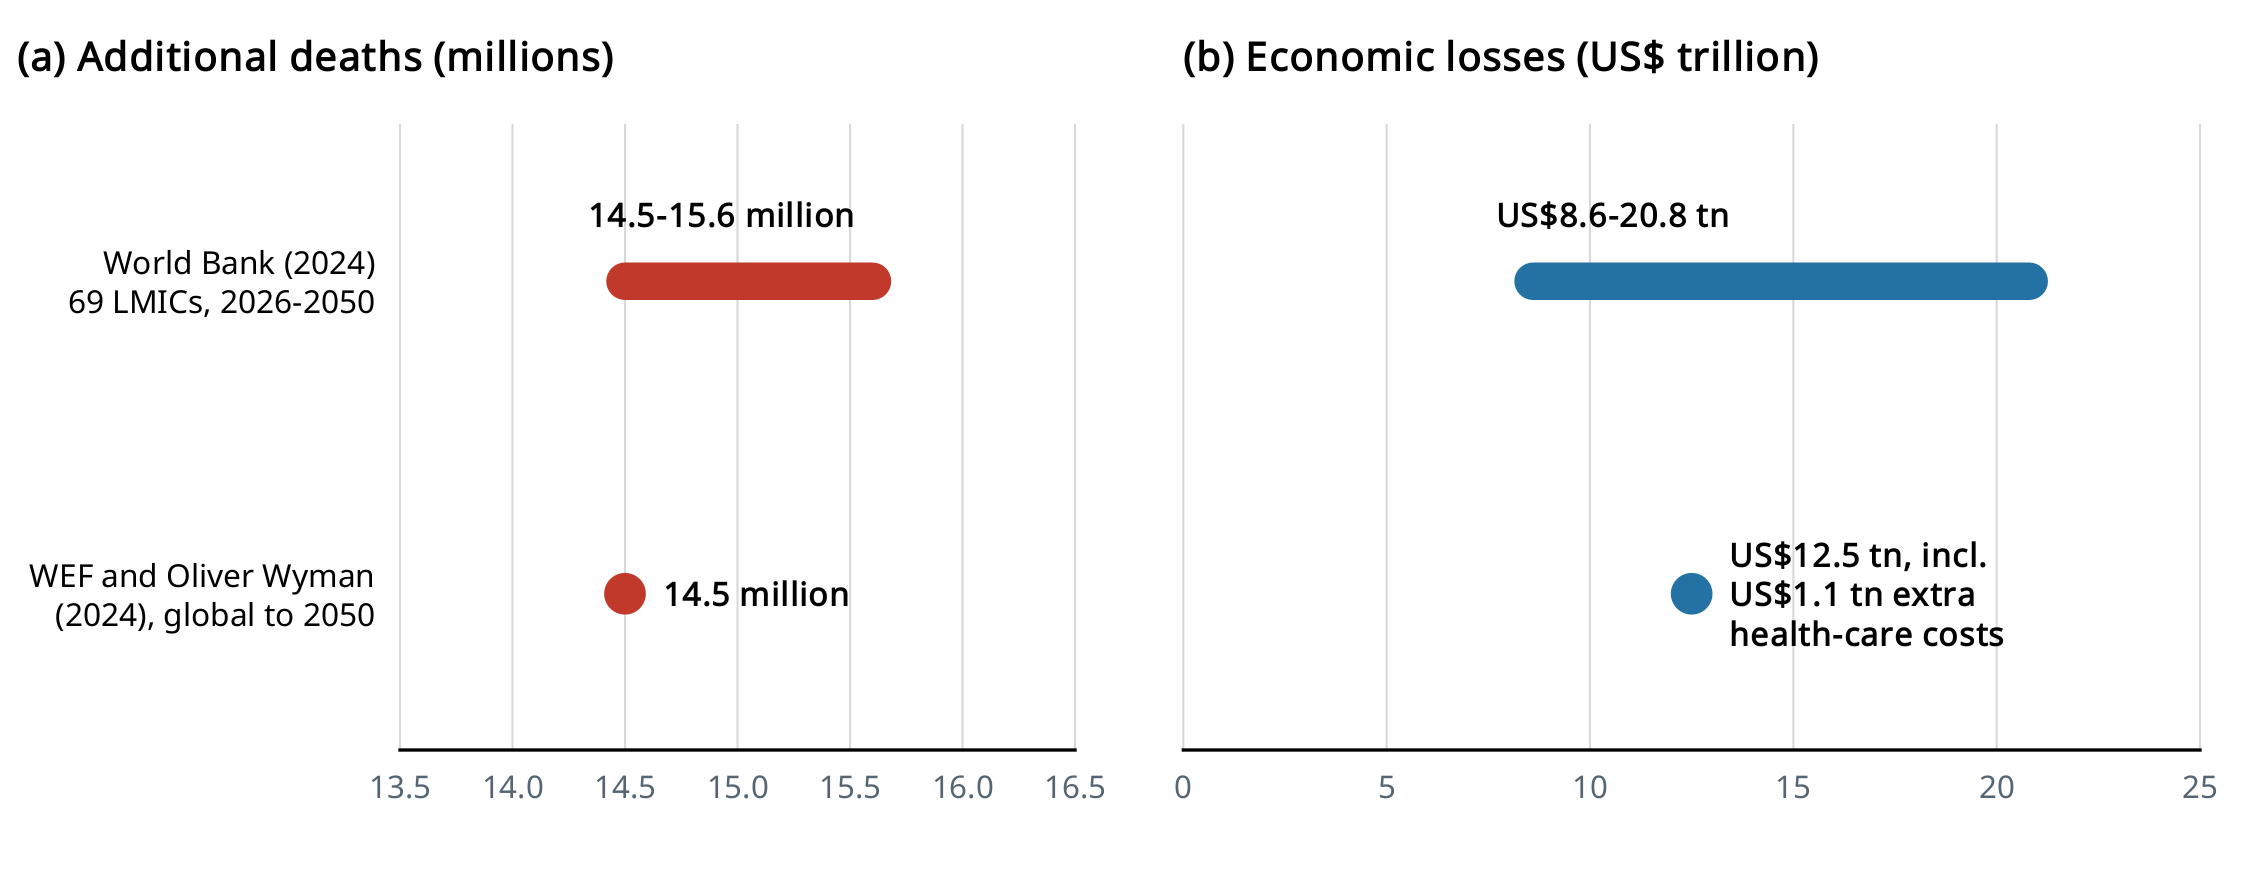 (a) Additional deaths (millions)
14.5-15.6 million
World Bank (2024)
69 LMICs, 2026-2050
WEF and Oliver Wyman
(2024), global to 2050
14.5 million
13.5 14.0 14.5 15.0 15.5 16.0 16.5
(b) Economic losses (US$ trillion)
US$8.6-20.8 tn
US$12.5 tn, incl.
US$1.1 tn extra
health-care costs
0 5 10 15 20 25